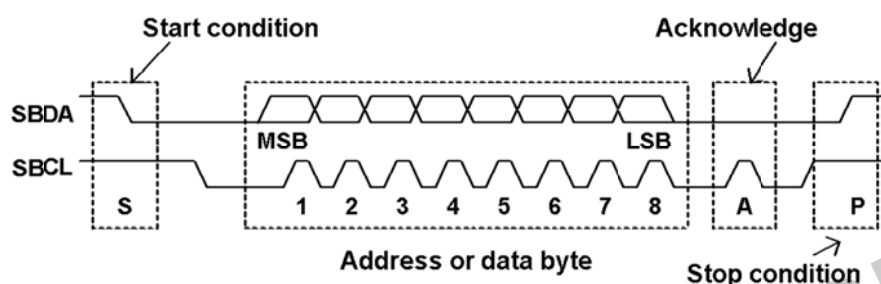 Start condition
Acknowledge
SBDA
MSB
LSB
SBCL
S
1 2 3 4 5 6 7 8
A
P
Address or data byte
Stop condition